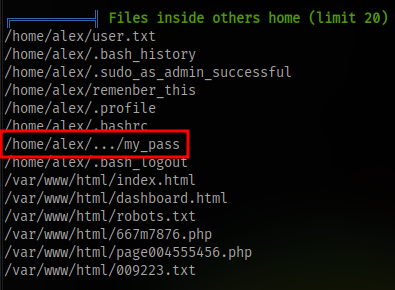 Files inside others home (limit 20)
/home/alex/user.txt
/home/alex/.bash_history
/home/alex/.sudo_as_admin_successful
/home/alex/remenber_this
/home/alex/.profile
/home/alex/.bashrc
/home/alex/.../my_pass
/home/alex/.bash_logout
/var/www/html/index.html
/var/www/html/dashboard.html
/var/www/html/robots.txt
/var/www/html/667m7876.php
/var/www/html/page004555456.php
/var/www/html/009223.txt